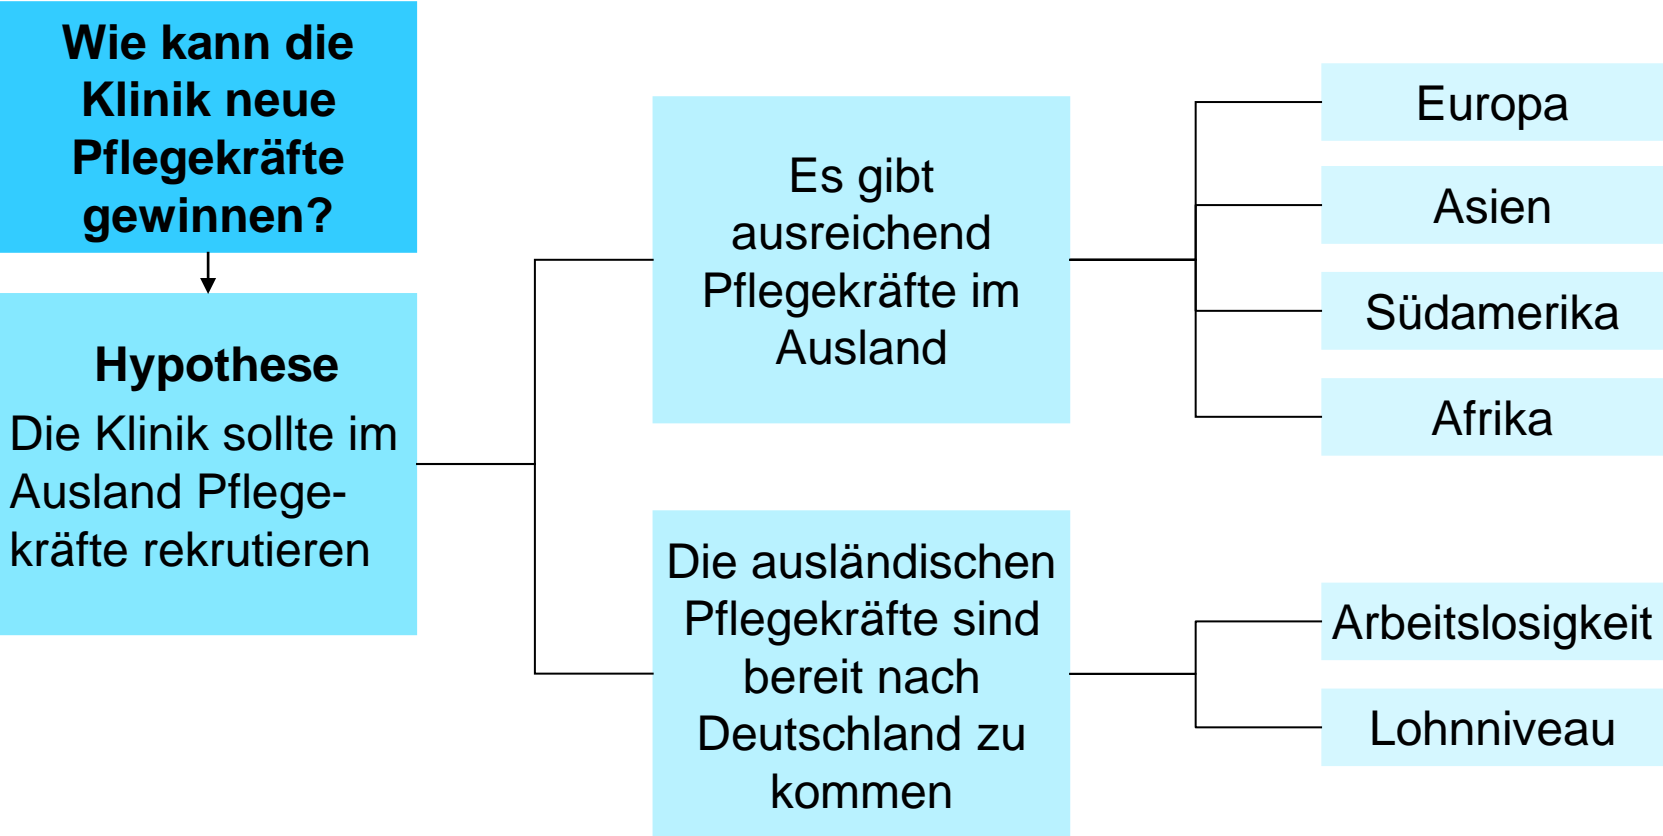 Wie kann die
Klinik neue
Pflegekräfte
gewinnen?
Hypothese
Die Klinik sollte im
Ausland Pflege-
kräfte rekrutieren
Es gibt
ausreichend
Pflegekräfte im
Ausland
Die ausländischen
Pflegekräfte sind
bereit nach
Deutschland zu
kommen
Europa
Asien
Südamerika
Afrika
Arbeitslosigkeit
Lohnniveau